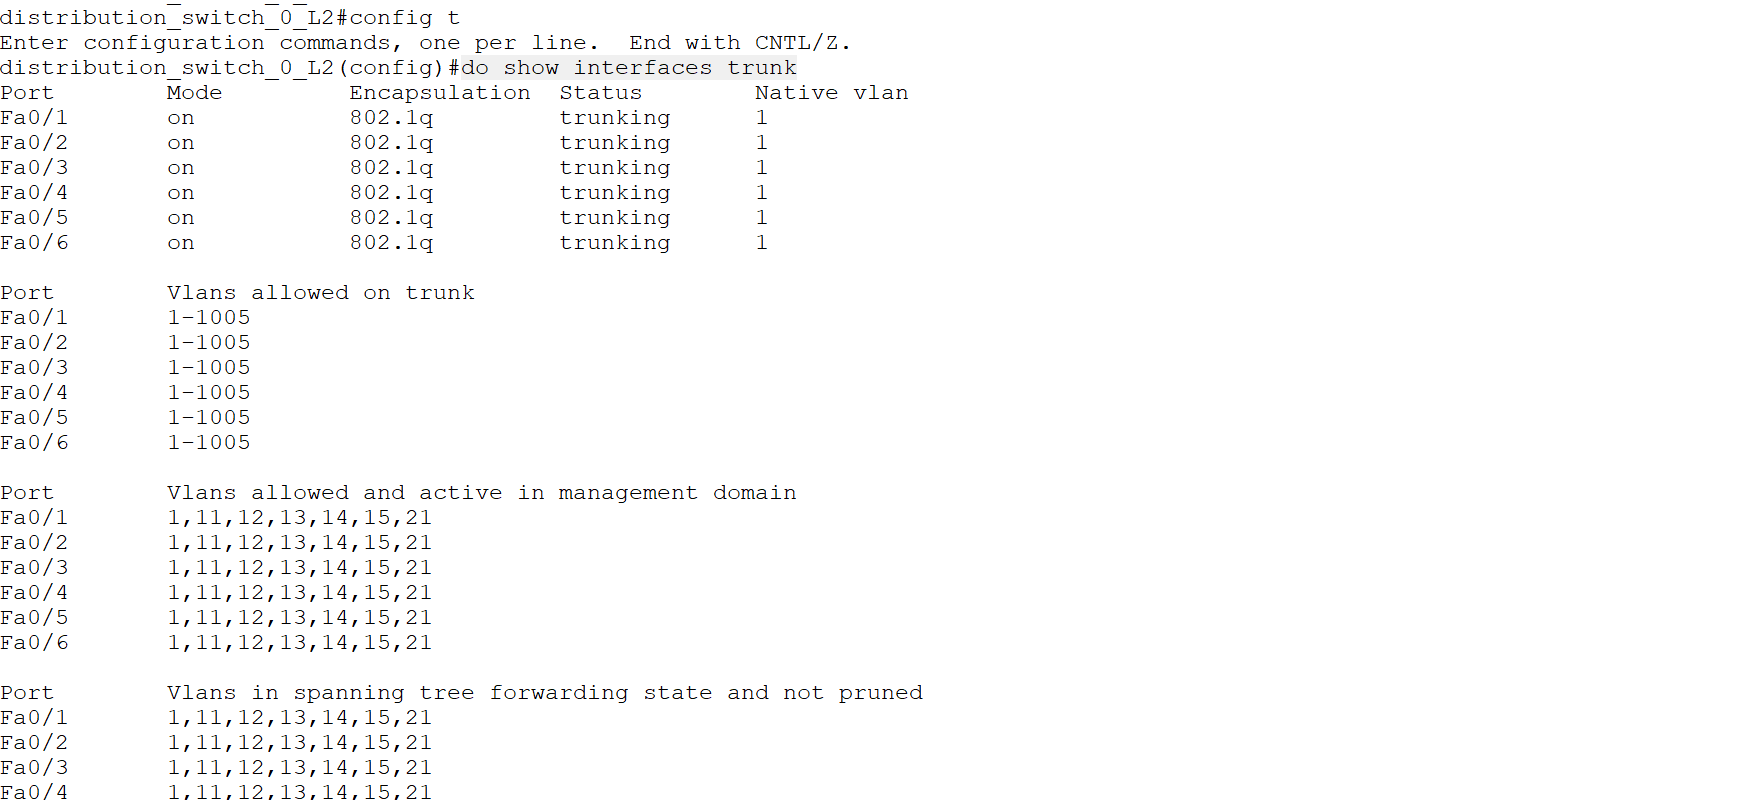 distribution_switch_0_L2#config t
Enter configuration commands, one per line.  End with CNTL/Z.
distribution_switch_0_L2(config)#do show interfaces trunk
Port        Mode         Encapsulation  Status        Native vlan
Fa0/1       on           802.1q         trunking      1
Fa0/2       on           802.1q         trunking      1
Fa0/3       on           802.1q         trunking      1
Fa0/4       on           802.1q         trunking      1
Fa0/5       on           802.1q         trunking      1
Fa0/6       on           802.1q         trunking      1

Port        Vlans allowed on trunk
Fa0/1       1-1005
Fa0/2       1-1005
Fa0/3       1-1005
Fa0/4       1-1005
Fa0/5       1-1005
Fa0/6       1-1005

Port        Vlans allowed and active in management domain
Fa0/1       1,11,12,13,14,15,21
Fa0/2       1,11,12,13,14,15,21
Fa0/3       1,11,12,13,14,15,21
Fa0/4       1,11,12,13,14,15,21
Fa0/5       1,11,12,13,14,15,21
Fa0/6       1,11,12,13,14,15,21

Port        Vlans in spanning tree forwarding state and not pruned
Fa0/1       1,11,12,13,14,15,21
Fa0/2       1,11,12,13,14,15,21
Fa0/3       1,11,12,13,14,15,21
Fa0/4       1,11,12,13,14,15,21